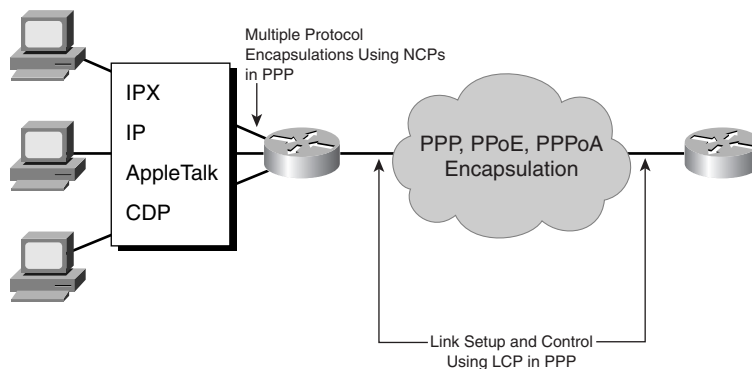 Multiple Protocol
Encapsulations Using NCPs
in PPP
IPX
IP
AppleTalk
CDP
PPP, PPoE, PPPoA
Encapsulation
Link Setup and Control
Using LCP in PPP